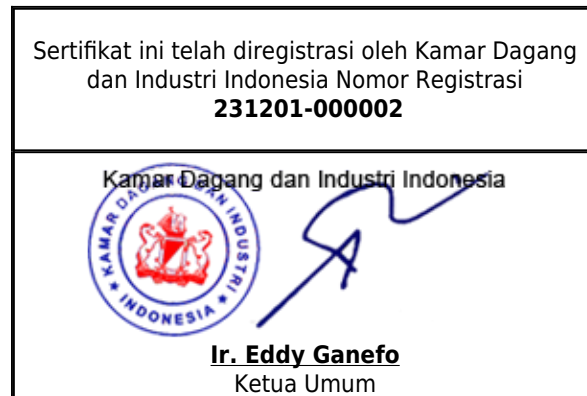 Sertifikat ini telah diregistrasi oleh Kamar Dagang
dan Industri Indonesia Nomor Registrasi
231201-000002
Kamar Dagang dan Industri Indonesia
KAMAR DAGANG DAN INDUSTRI
INDONESIA
Ir. Eddy Ganefo
Ketua Umum